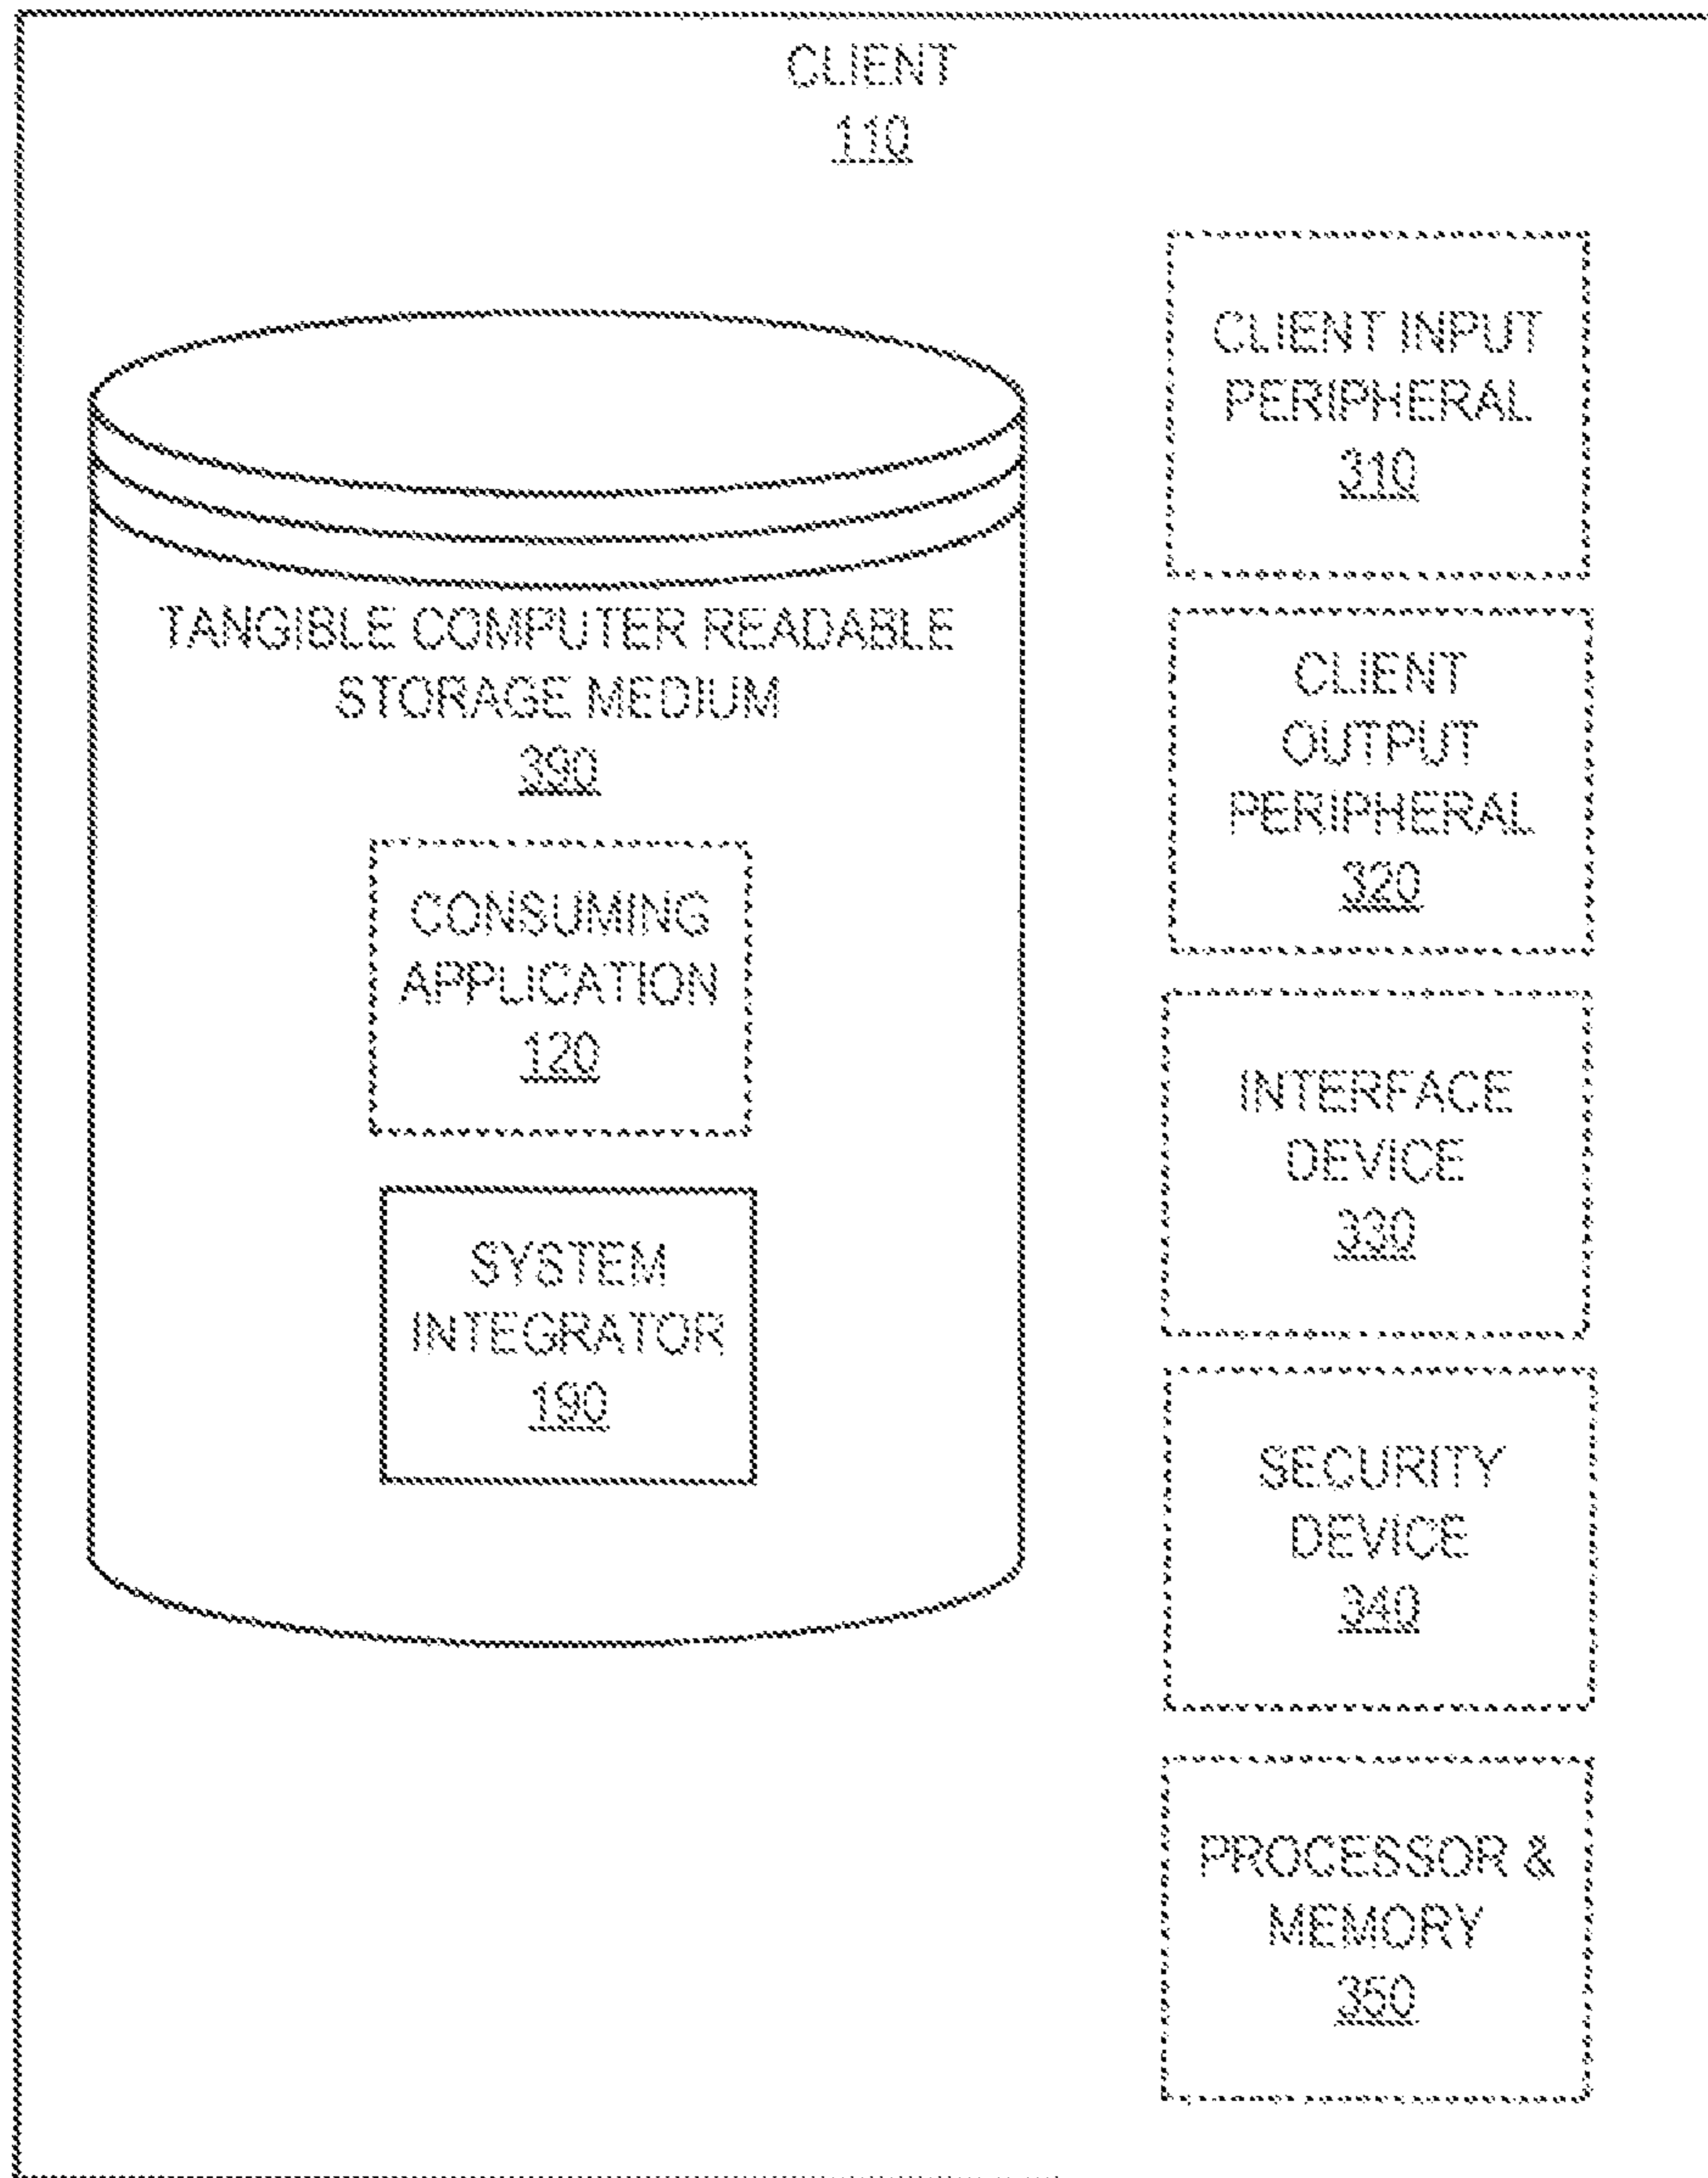 CLIENT
110
TANGIBLE COMPUTER READABLE
STORAGE MEDIUM
390
CONSUMING
APPLICATION
120
SYSTEM
INTEGRATOR
190
CLIENT INPUT
PERIPHERAL
310
CLIENT
OUTPUT
PERIPHERAL
320
INTERFACE
DEVICE
330
SECURITY
DEVICE
340
PROCESSOR &
MEMORY
350